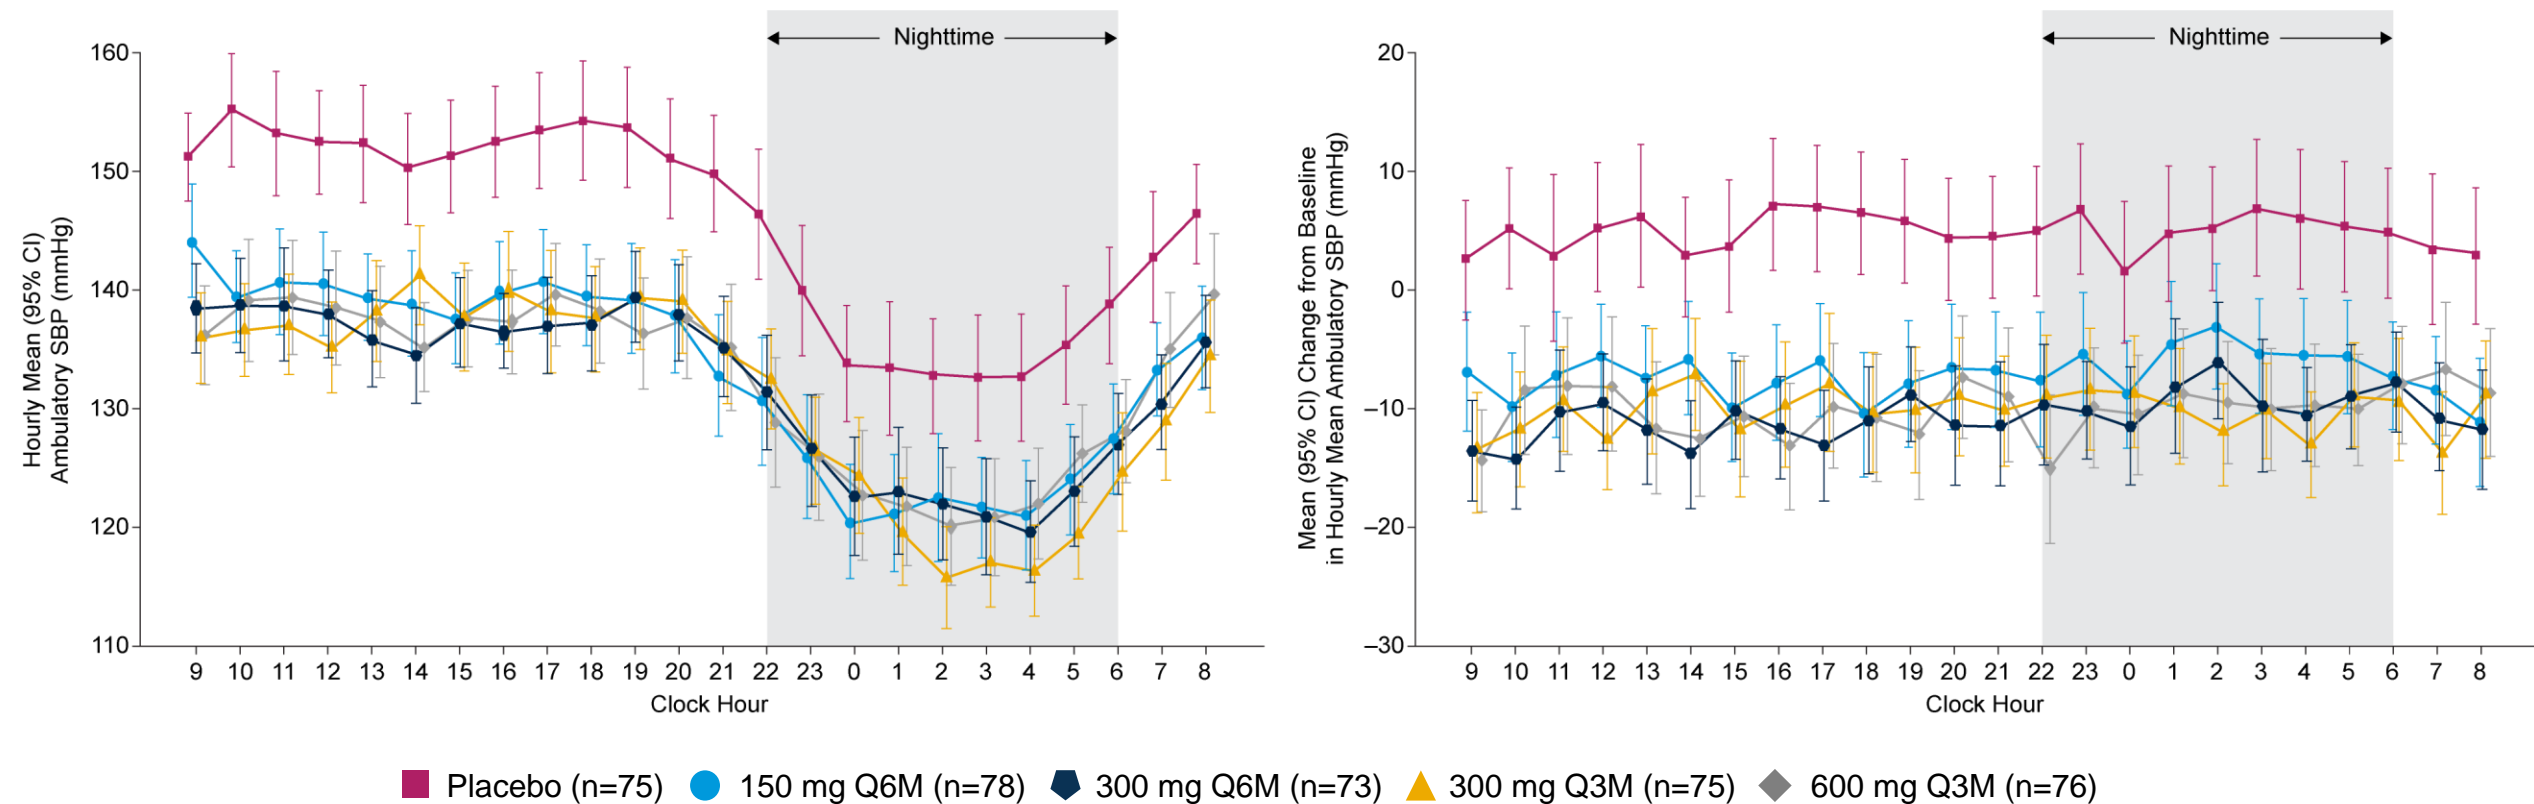 Hourly Mean (95% CI)
Ambulatory SBP (mmHg)
160
150
140
130
120
110
Nighttime
9 10 11 12 13 14 15 16 17 18 19 20 21 22 23 0 1 2 3 4 5 6 7 8
Clock Hour
Mean (95% CI) Change from Baseline
in Hourly Mean Ambulatory SBP (mmHg)
20
10
0
–10
–20
–30
Nighttime
9 10 11 12 13 14 15 16 17 18 19 20 21 22 23 0 1 2 3 4 5 6 7 8
Clock Hour
Placebo (n=75) 150 mg Q6M (n=78) 300 mg Q6M (n=73) 300 mg Q3M (n=75) 600 mg Q3M (n=76)